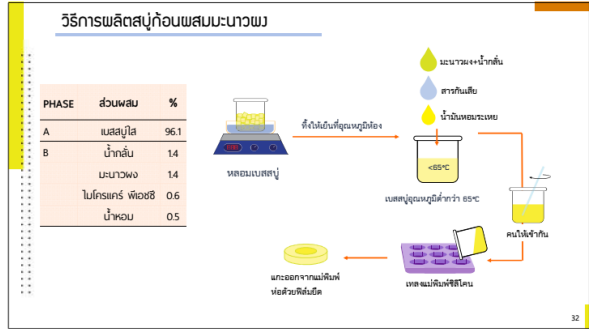 วิธีการผลิตสบู่ก้อนผสมมะนาวผง
PHASE ส่วนผสม %
A เบสสบู่ใส 96.1
B น้ำกลั่น 1.4
มะนาวผง 1.4
ไมโครแคร์ พีเอชซี 0.6
น้ำหอม 0.5
หลอมเบสสบู่
ทิ้งให้เย็นที่อุณหภูมิห้อง
มะนาวผง+น้ำกลั่น
สารกันเสีย
น้ำมันหอมระเหย
<65°C
เบสสบู่อุณหภูมิต่ำกว่า 65°C
คนให้เข้ากัน
เทลงแม่พิมพ์ซิลิโคน
แกะออกจากแม่พิมพ์
ห่อด้วยฟิล์มยืด
32